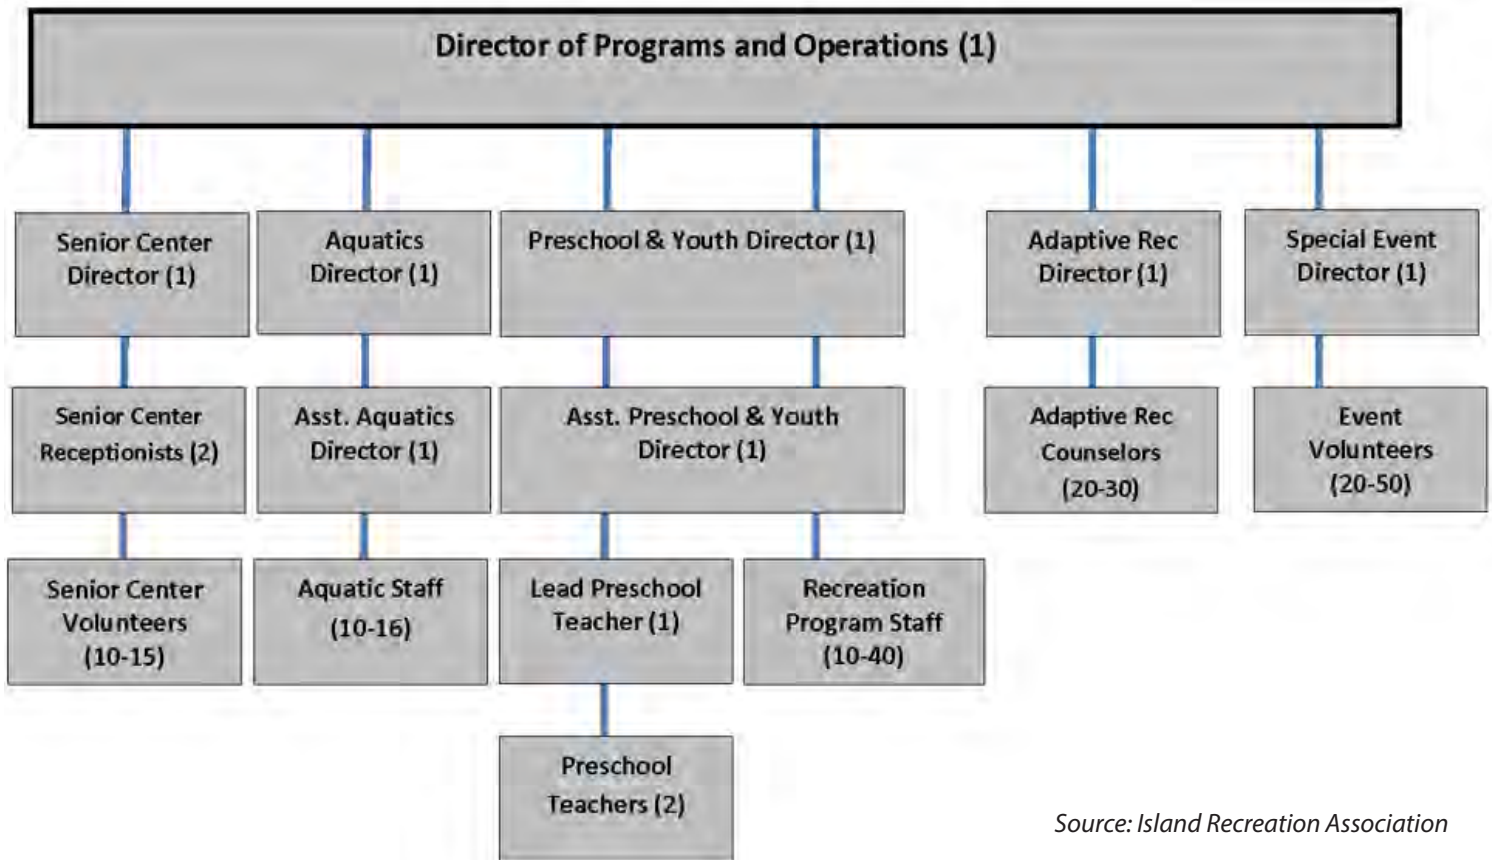 Director of Programs and Operations (1)
Senior Center
Director (1)
Aquatics
Director (1)
Preschool & Youth Director (1)
Adaptive Rec
Director (1)
Special Event
Director (1)
Senior Center
Receptionists (2)
Asst. Aquatics
Director (1)
Asst. Preschool & Youth
Director (1)
Adaptive Rec
Counselors
(20-30)
Event
Volunteers
(20-50)
Senior Center
Volunteers
(10-15)
Aquatic Staff
(10-16)
Lead Preschool
Teacher (1)
Recreation
Program Staff
(10-40)
Preschool
Teachers (2)
Source: Island Recreation Association